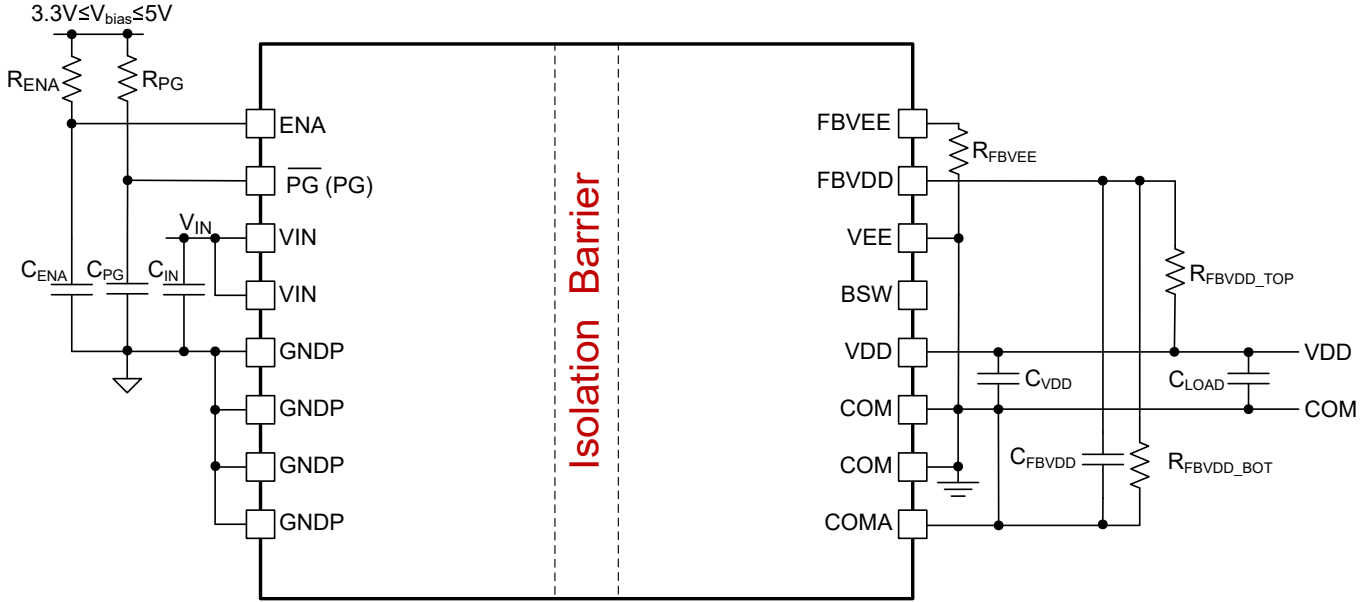 3.3V≤Vbias≤5V
RENA
RPG
ENA
PG (PG)
VIN
VIN
VIN
CENA
CPG
CIN
GNDP
GNDP
GNDP
GNDP
Isolation Barrier
FBVEE
RFBVEE
FBVDD
VEE
RFBVDD_TOP
BSW
VDD
VDD
CVDD
CLOAD
COM
COM
COM
CFBVDD
RFBVDD_BOT
COMA